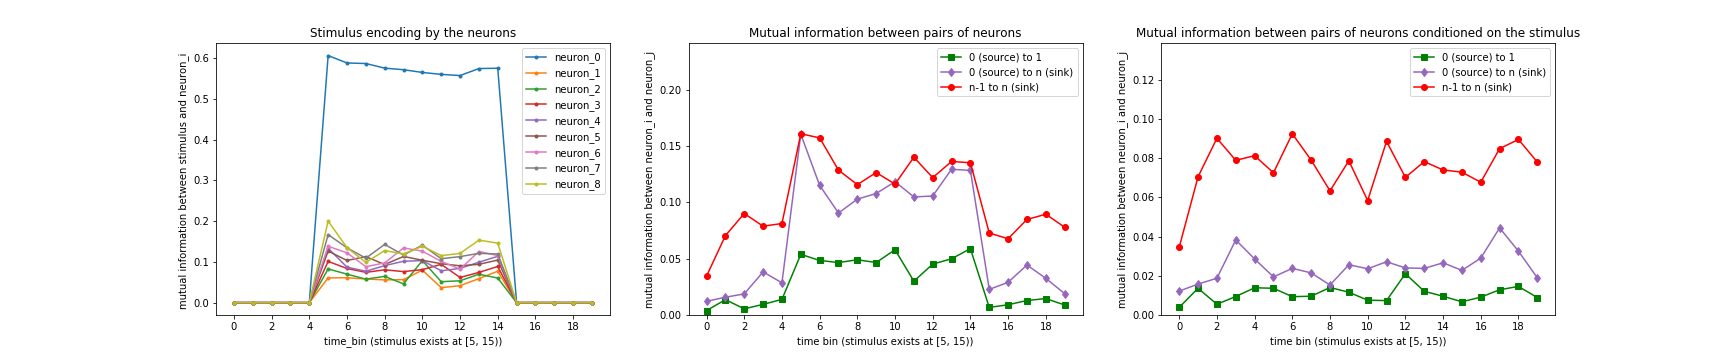 Stimulus encoding by the neurons
mutual information between stimulus and neuron_i
0.6
0.5
0.4
0.3
0.2
0.1
0.0
neuron_0
neuron_1
neuron_2
neuron_3
neuron_4
neuron_5
neuron_6
neuron_7
neuron_8
0 2 4 6 8 10 12 14 16 18
time_bin (stimulus exists at [5, 15))
Mutual information between pairs of neurons
mutual information between neuron_i and neuron_j
0.20
0.15
0.10
0.05
0.00
0 (source) to 1
0 (source) to n (sink)
n-1 to n (sink)
0 2 4 6 8 10 12 14 16 18
time bin (stimulus exists at [5, 15))
Mutual information between pairs of neurons conditioned on the stimulus
mutual information between neuron_i and neuron_j
0.12
0.10
0.08
0.06
0.04
0.02
0.00
0 (source) to 1
0 (source) to n (sink)
n-1 to n (sink)
0 2 4 6 8 10 12 14 16 18
time bin (stimulus exists at [5, 15))